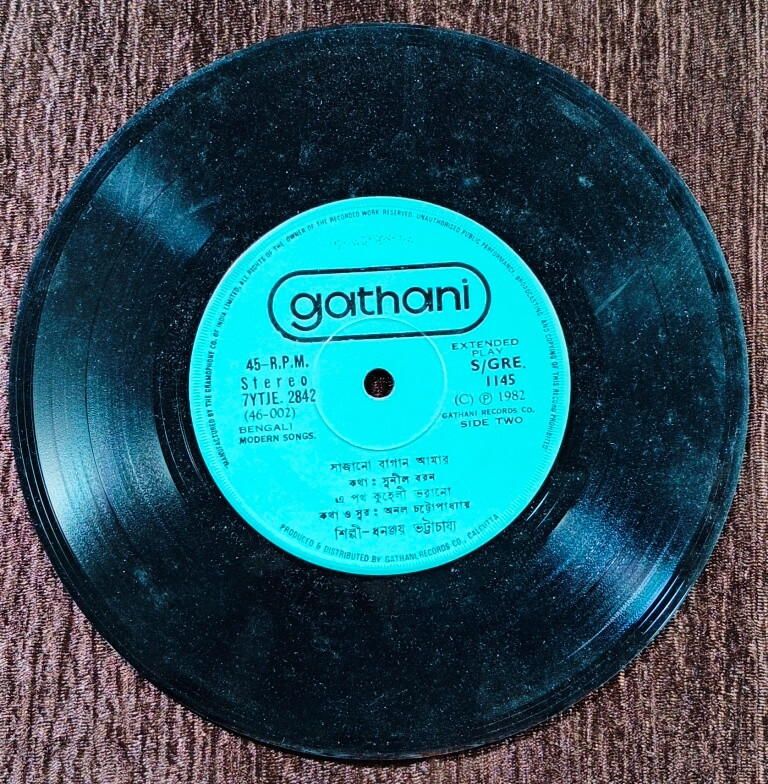 MANUFACTURED BY THE GRAMOPHONE CO. OF INDIA LIMITED, ALL RIGHTS OF THE OWNER OF THE RECORDED WORK RESERVED. UNAUTHORISED PUBLIC PERFORMANCE, BROADCASTING AND COPYING OF THIS RECORD PROHIBITED
gathani
45-R.P.M.
Stereo
7YTJE. 2842
(46-002)
BENGALI
MODERN SONGS.
EXTENDED
PLAY
S/GRE.
1145
(C) Ⓟ 1982
GATHANI RECORDS CO.
SIDE TWO
সাজানো বাগান আমার
কথা : সুনীল বরন
এ পথ কুহেলী ভরানো
কথা ও সুর : অনল চট্টোপাধ্যায়
শিল্পী-ধনঞ্জয় ভট্টাচার্য্য
PRODUCED & DISTRIBUTED BY GATHANI RECORDS CO., CALCUTTA